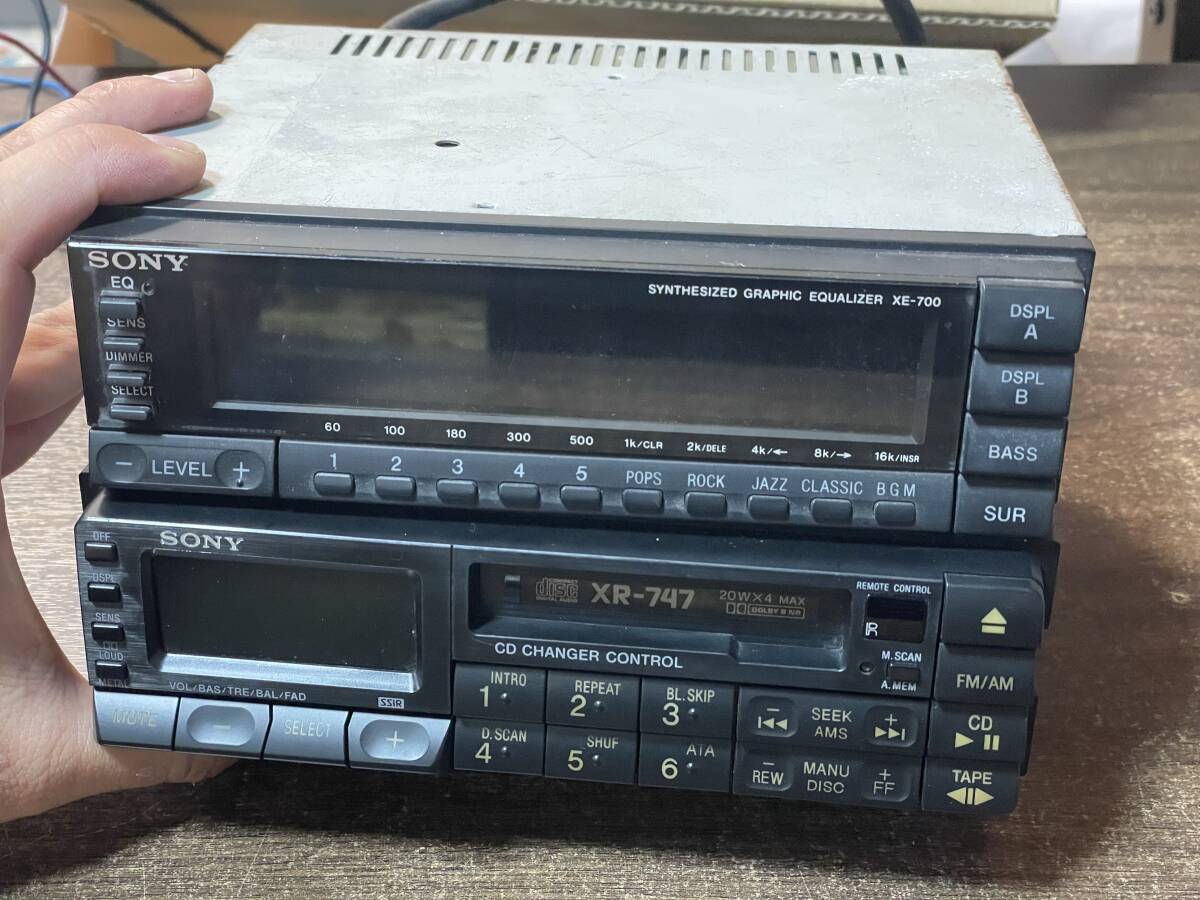 SONY
EQ
SENS
DIMMER
SELECT
SYNTHESIZED GRAPHIC EQUALIZER XE-700
DSPL
A
DSPL
B
BASS
SUR
60 100 180 300 500 1k/CLR 2k/DELE 4k/← 8k/→ 16k/INSR
− LEVEL +
1 2 3 4 5 POPS ROCK JAZZ CLASSIC BGM
SONY
OFF
DSPL
SENS
LOUD
METAL
VOL/BAS/TRE/BAL/FAD
SSIR
MUTE − SELECT +
COMPACT
disc
DIGITAL AUDIO
XR-747
20W×4 MAX
DOLBY B NR
CD CHANGER CONTROL
REMOTE CONTROL
R
M.SCAN
A.MEM
INTRO
1
REPEAT
2
BL.SKIP
3
D.SCAN
4
SHUF
5
ATA
6
− SEEK +
AMS
− MANU +
REW DISC FF
FM/AM
CD
TAPE